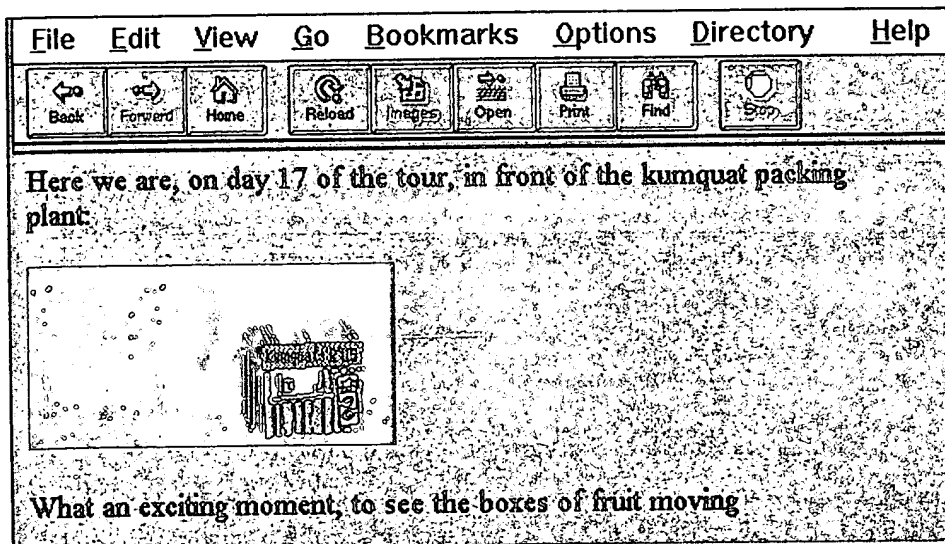 File Edit View Go Bookmarks Options Directory Help
Back Forward Home Reload Images Open Print Find Stop
Here we are, on day 17 of the tour, in front of the kumquat packing
plant:
Kumquats R
What an exciting moment, to see the boxes of fruit moving